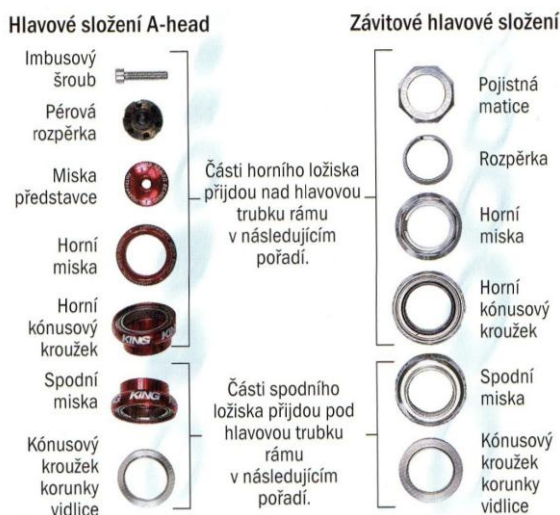 Hlavové složení A-head
Imbusový
šroub
Pérová
rozpěrka
Miska
představce
Horní
miska
Horní
kónusový
kroužek
KING
Spodní
miska
KING
Kónusový
kroužek
korunky
vidlice
Části horního ložiska
přijdou nad hlavovou
trubku rámu
v následujícím
pořadí.
Části spodního
ložiska přijdou pod
hlavovou trubku
rámu
v následujícím
pořadí.
Závitové hlavové složení
Pojistná
matice
Rozpěrka
Horní
miska
Horní
kónusový
kroužek
Spodní
miska
Kónusový
kroužek
korunky
vidlice